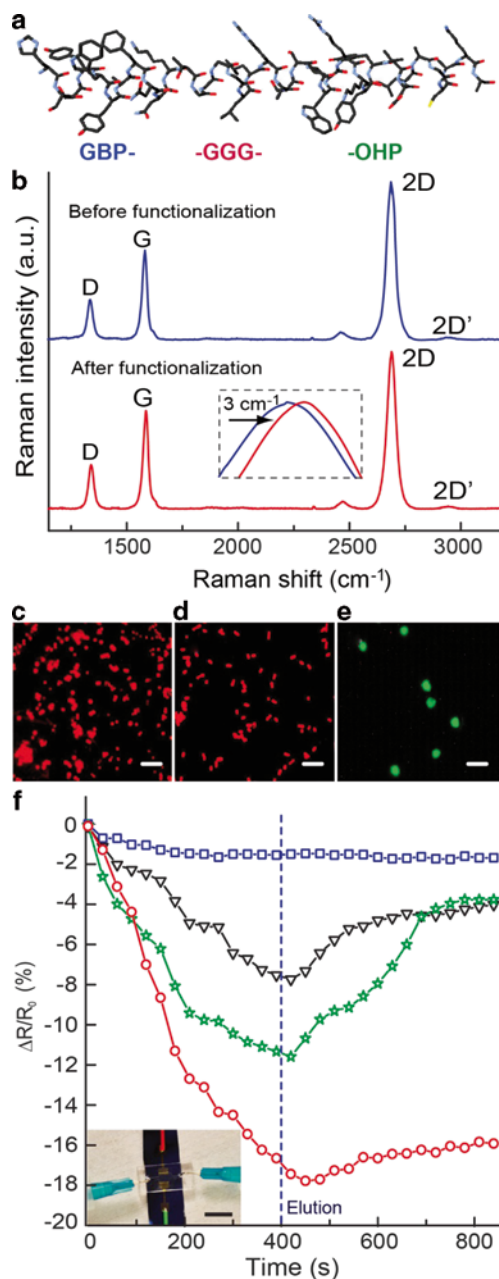 a
GBP-
-GGG-
-OHP
b
Before functionalization
2D
G
D
2D'
After functionalization
2D
G
3 cm⁻¹
D
2D'
Raman intensity (a.u.)
1500
2000
2500
3000
Raman shift (cm⁻¹)
c
d
e
f
0
-2
-4
-6
-8
-10
-12
-14
-16
-18
-20
ΔR/R₀ (%)
Elution
0
200
400
600
800
Time (s)